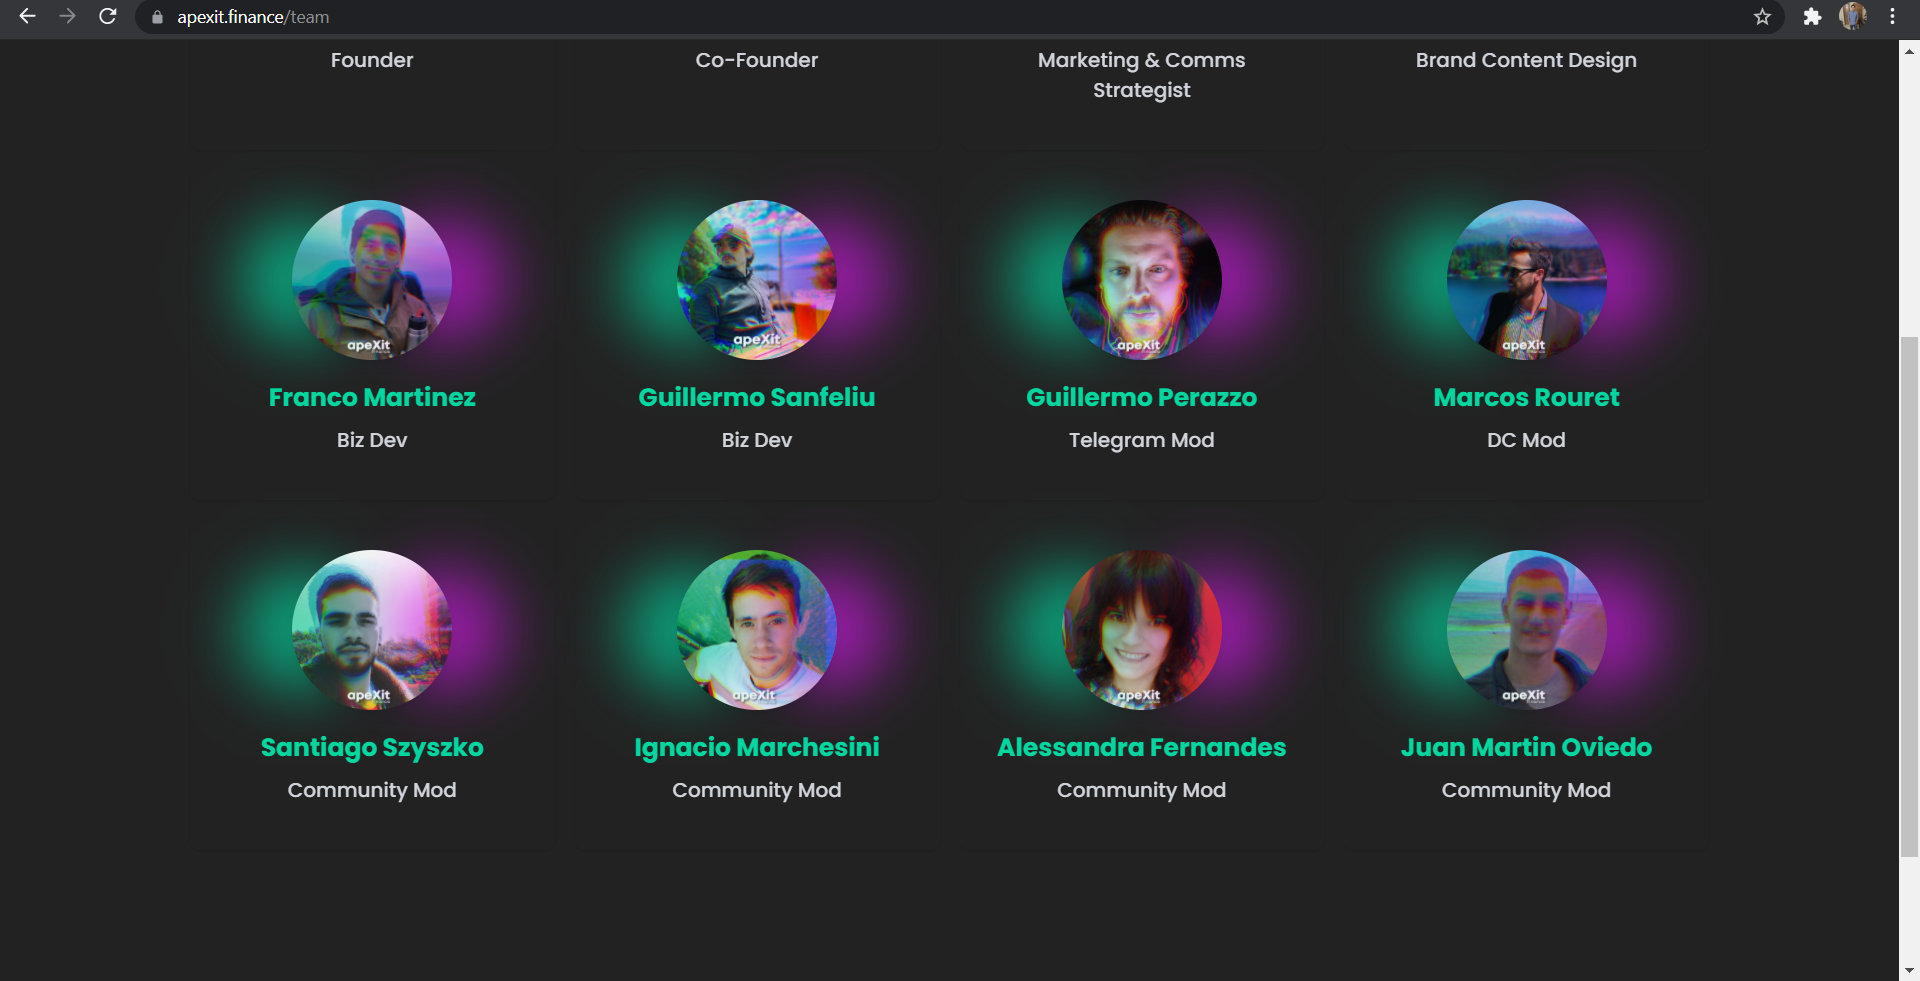 apexit.finance/team
Founder
Co-Founder
Marketing & Comms
Strategist
Brand Content Design
apeXit
apeXit
apeXit
apeXit
Franco Martinez
Guillermo Sanfeliu
Guillermo Perazzo
Marcos Rouret
Biz Dev
Biz Dev
Telegram Mod
DC Mod
apeXit
apeXit
apeXit
apeXit
Santiago Szyszko
Ignacio Marchesini
Alessandra Fernandes
Juan Martin Oviedo
Community Mod
Community Mod
Community Mod
Community Mod